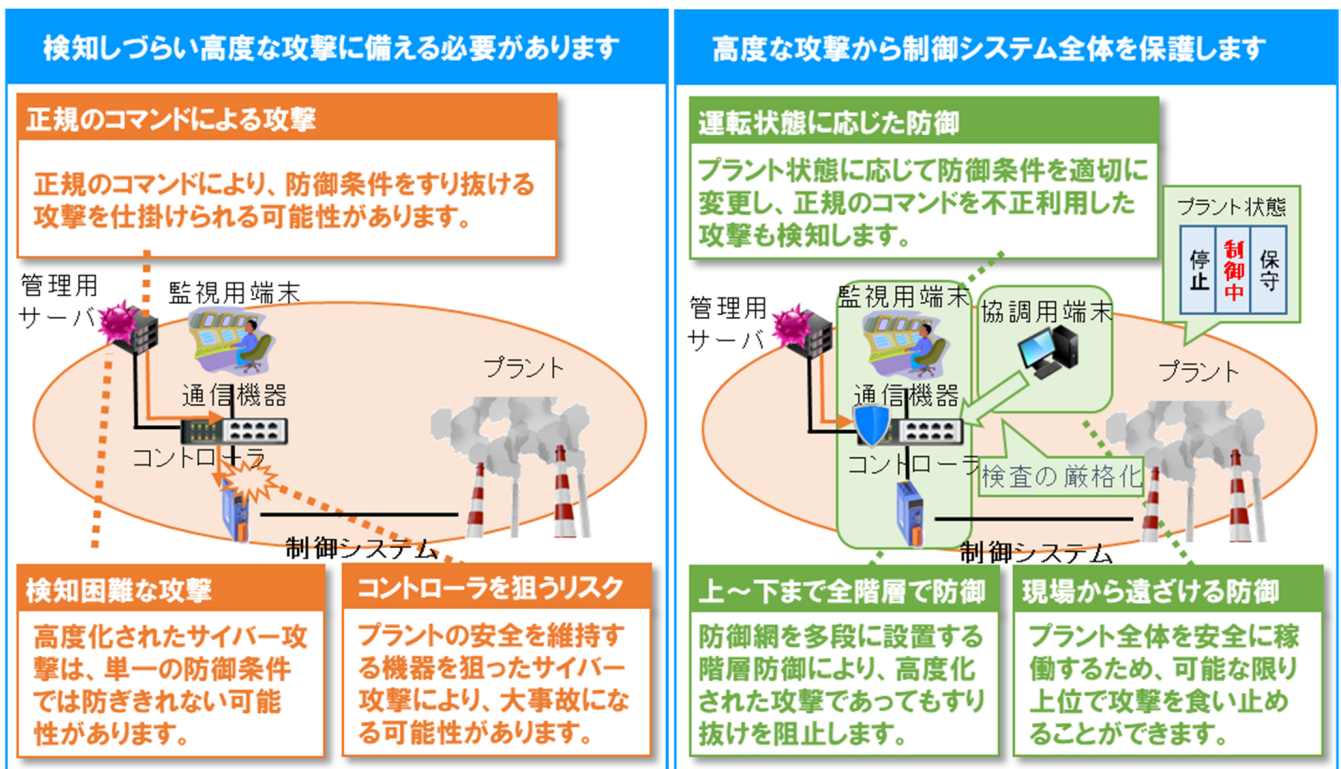 検知しづらい高度な攻撃に備える必要があります
正規のコマンドによる攻撃
正規のコマンドにより、防御条件をすり抜ける
攻撃を仕掛けられる可能性があります。
管理用
サーバ
監視用端末
通信機器
プラント
コントローラ
制御システム
検知困難な攻撃
高度化されたサイバー攻
撃は、単一の防御条件
では防ぎきれない可能
性があります。
コントローラを狙うリスク
プラントの安全を維持す
る機器を狙ったサイバー
攻撃により、大事故にな
る可能性があります。
高度な攻撃から制御システム全体を保護します
運転状態に応じた防御
プラント状態に応じて防御条件を適切に
変更し、正規のコマンドを不正利用した
攻撃も検知します。
プラント状態
停止
制御中
保守
管理用
サーバ
監視用端末
協調用端末
通信機器
プラント
コントローラ
検査の厳格化
制御システム
上～下まで全階層で防御
防御網を多段に設置する
階層防御により、高度化
された攻撃であってもすり
抜けを阻止します。
現場から遠ざける防御
プラント全体を安全に稼
働するため、可能な限り
上位で攻撃を食い止め
ることができます。